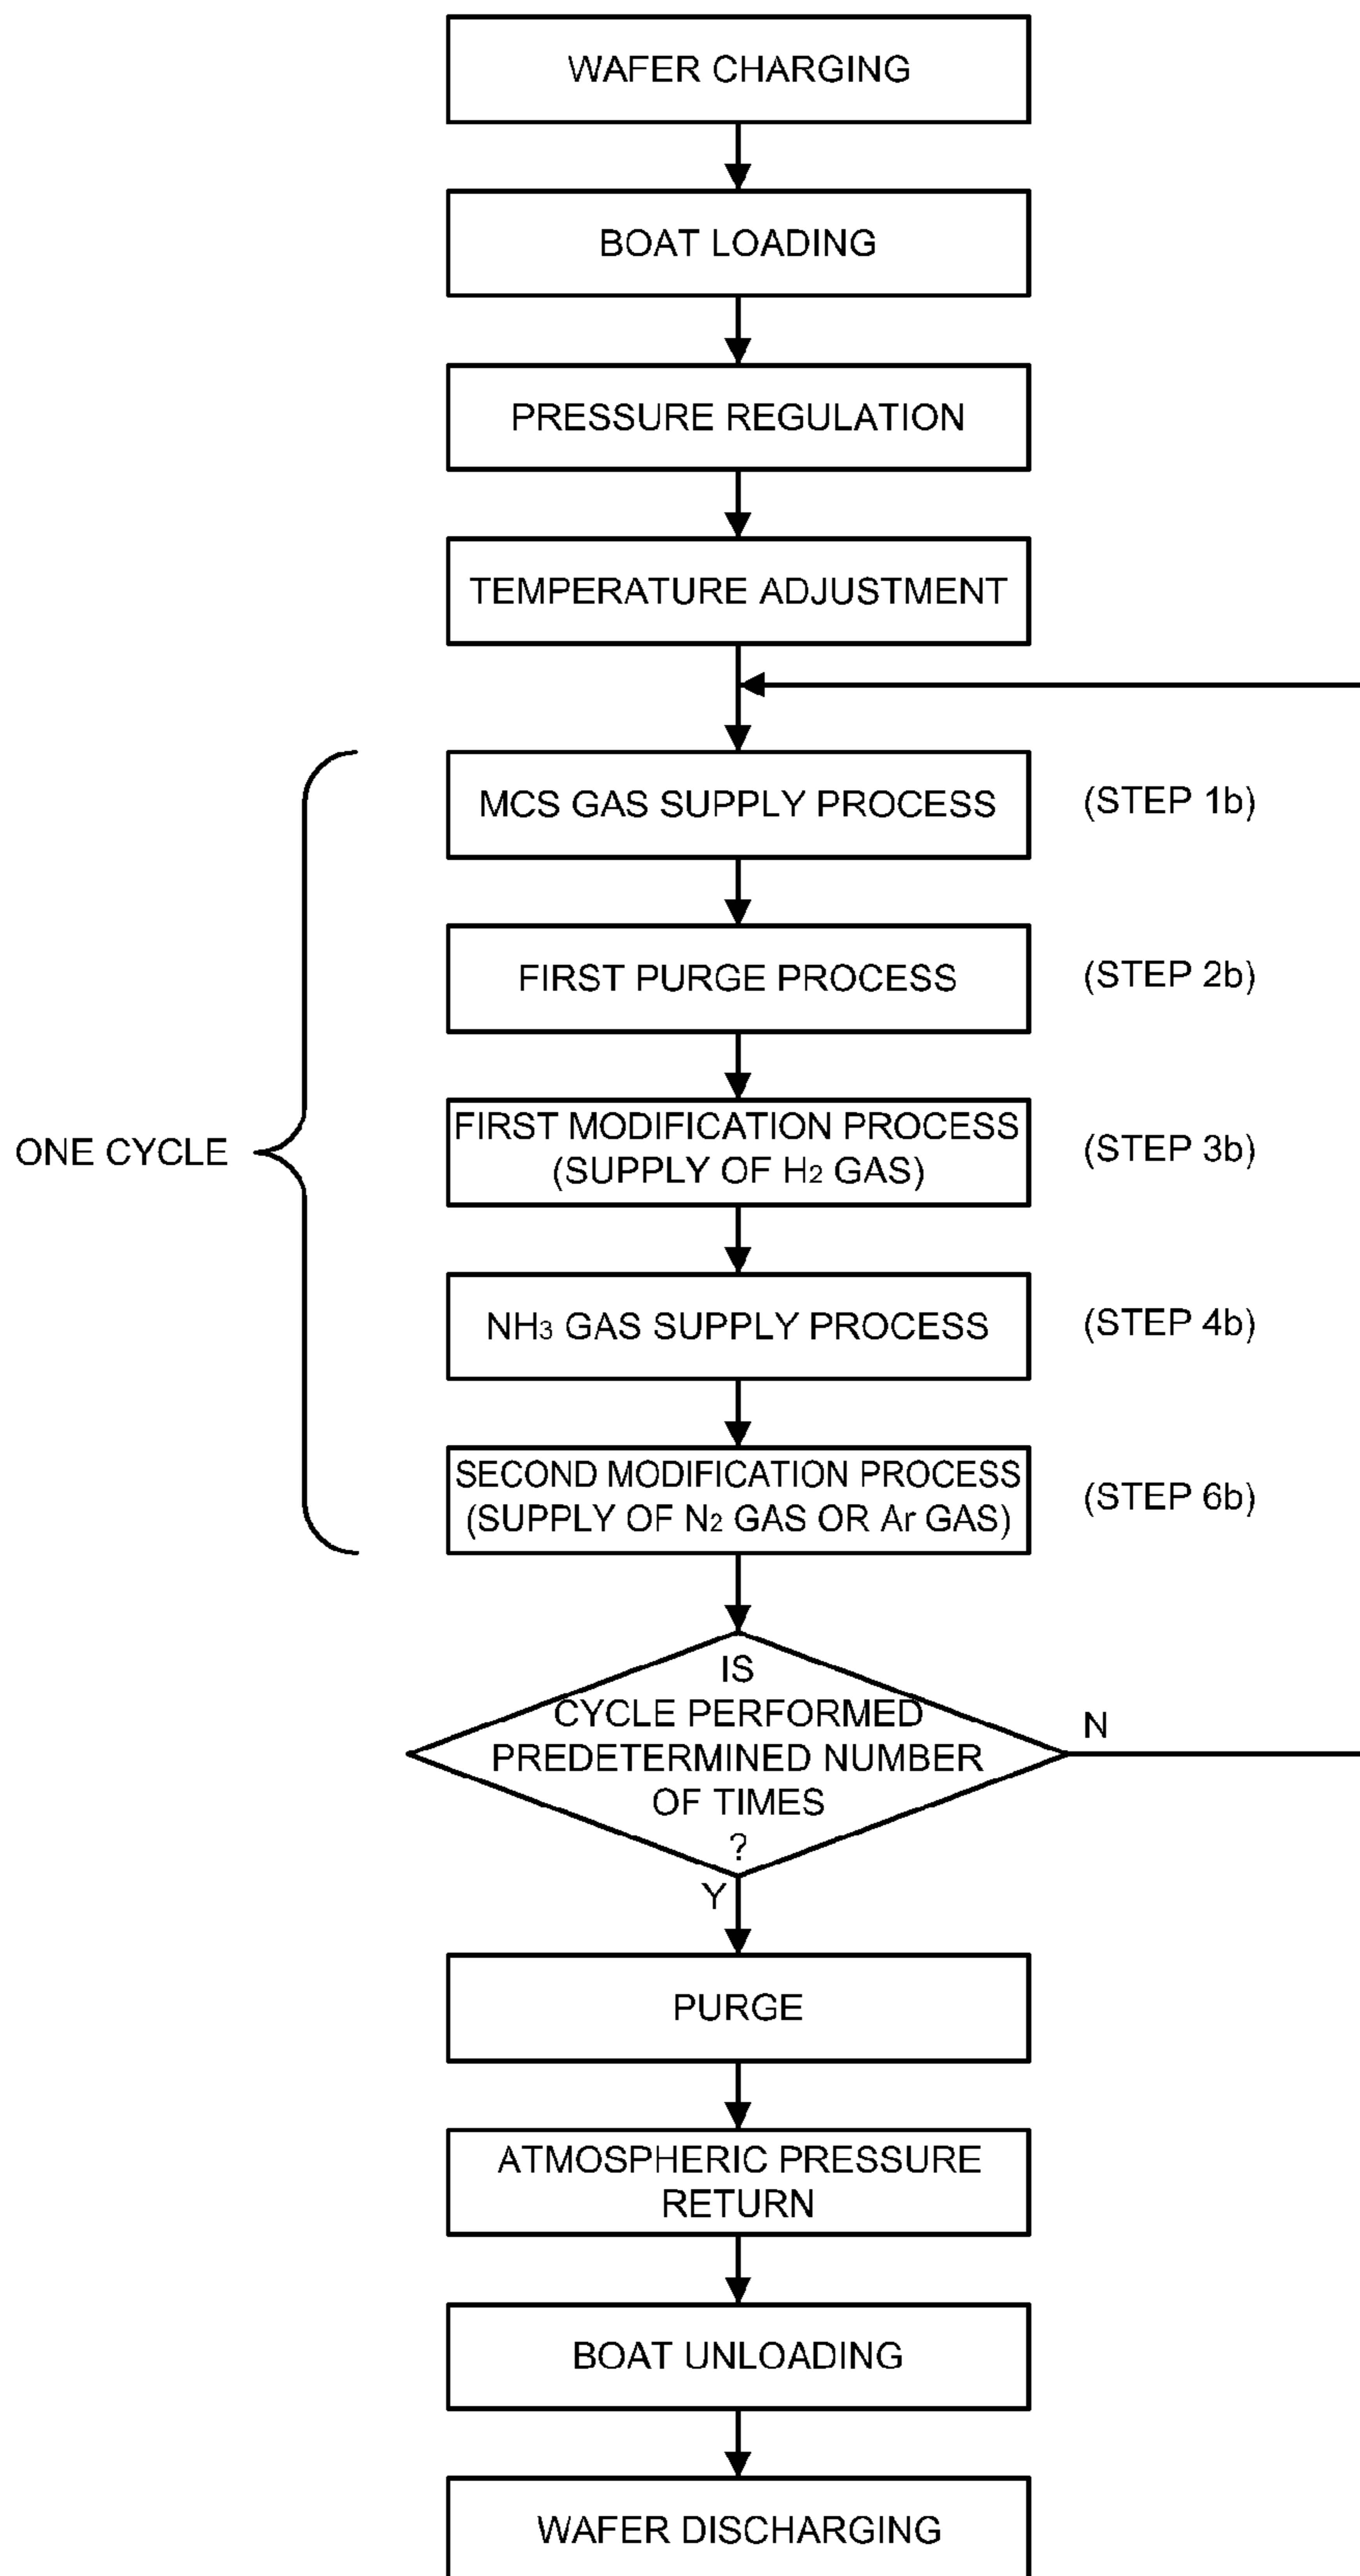 WAFER CHARGING
BOAT LOADING
PRESSURE REGULATION
TEMPERATURE ADJUSTMENT
MCS GAS SUPPLY PROCESS (STEP 1b)
FIRST PURGE PROCESS (STEP 2b)
FIRST MODIFICATION PROCESS
(SUPPLY OF H2 GAS) (STEP 3b)
ONE CYCLE
NH3 GAS SUPPLY PROCESS (STEP 4b)
SECOND MODIFICATION PROCESS
(SUPPLY OF N2 GAS OR Ar GAS) (STEP 6b)
IS
CYCLE PERFORMED
PREDETERMINED NUMBER
OF TIMES
?
N
Y
PURGE
ATMOSPHERIC PRESSURE
RETURN
BOAT UNLOADING
WAFER DISCHARGING